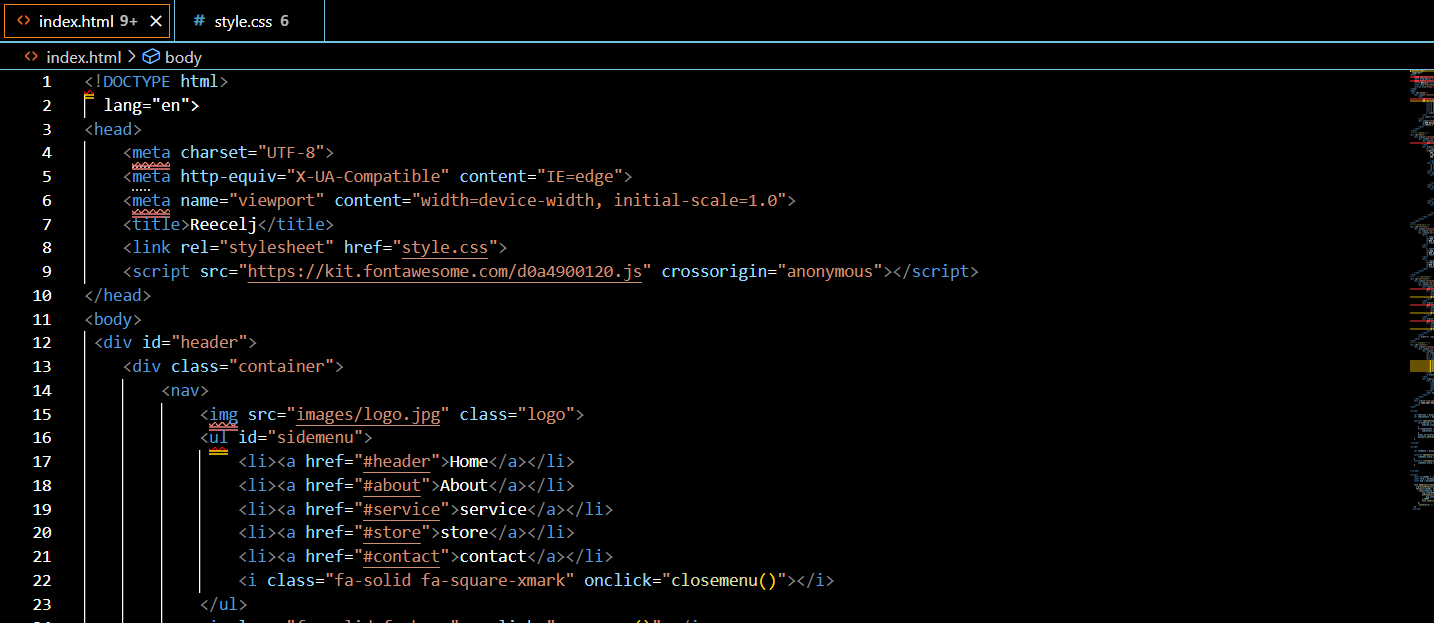 index.html 9+
style.css 6
index.html > body
1 <!DOCTYPE html>
2 lang="en">
3 <head>
4 <meta charset="UTF-8">
5 <meta http-equiv="X-UA-Compatible" content="IE=edge">
6 <meta name="viewport" content="width=device-width, initial-scale=1.0">
7 <title>Reecelj</title>
8 <link rel="stylesheet" href="style.css">
9 <script src="https://kit.fontawesome.com/d0a4900120.js" crossorigin="anonymous"></script>
10 </head>
11 <body>
12 <div id="header">
13 <div class="container">
14 <nav>
15 <img src="images/logo.jpg" class="logo">
16 <ul id="sidemenu">
17 <li><a href="#header">Home</a></li>
18 <li><a href="#about">About</a></li>
19 <li><a href="#service">service</a></li>
20 <li><a href="#store">store</a></li>
21 <li><a href="#contact">contact</a></li>
22 <i class="fa-solid fa-square-xmark" onclick="closemenu()"></i>
23 </ul>